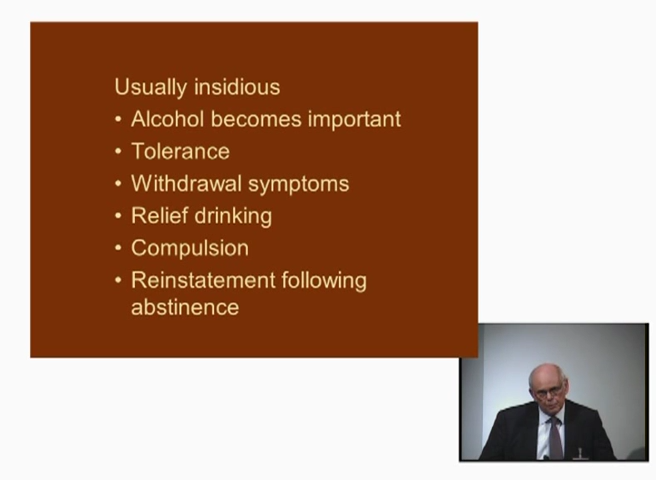 Usually insidious
• Alcohol becomes important
• Tolerance
• Withdrawal symptoms
• Relief drinking
• Compulsion
• Reinstatement following
abstinence